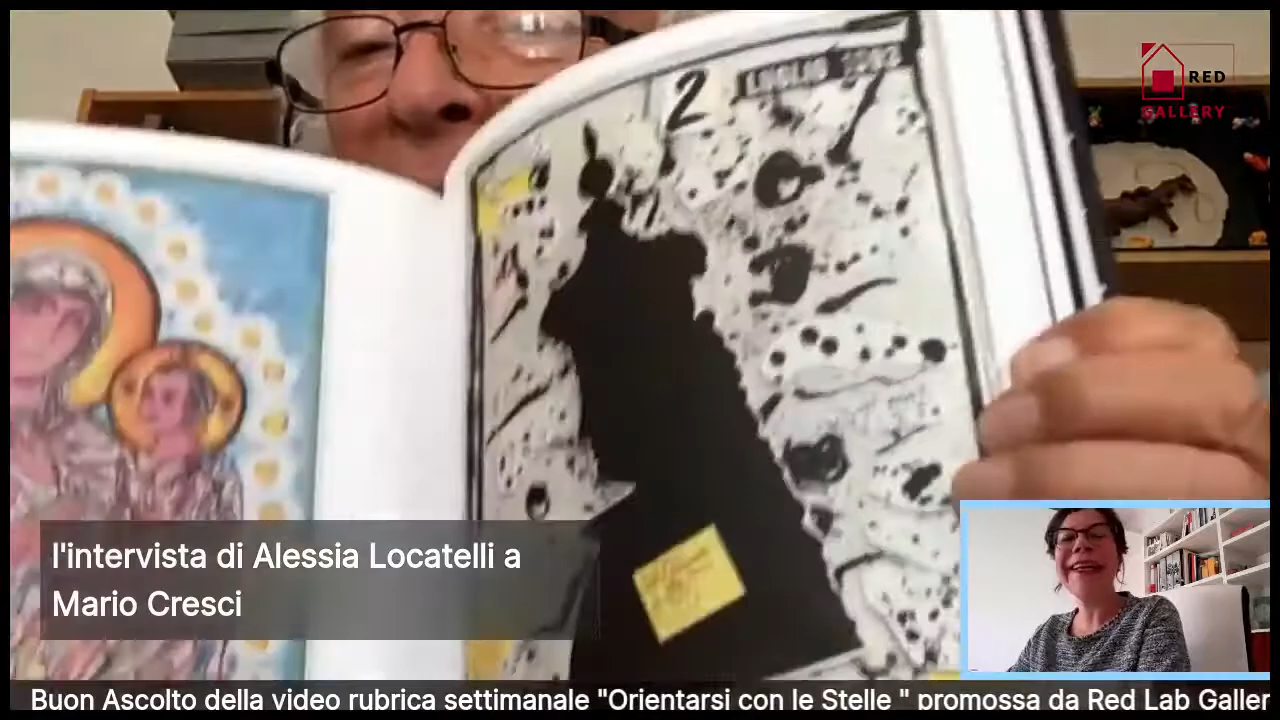 RED
GALLERY
2 LUGLIO
l'intervista di Alessia Locatelli a
Mario Cresci
Buon Ascolto della video rubrica settimanale "Orientarsi con le Stelle " promossa da Red Lab Galler